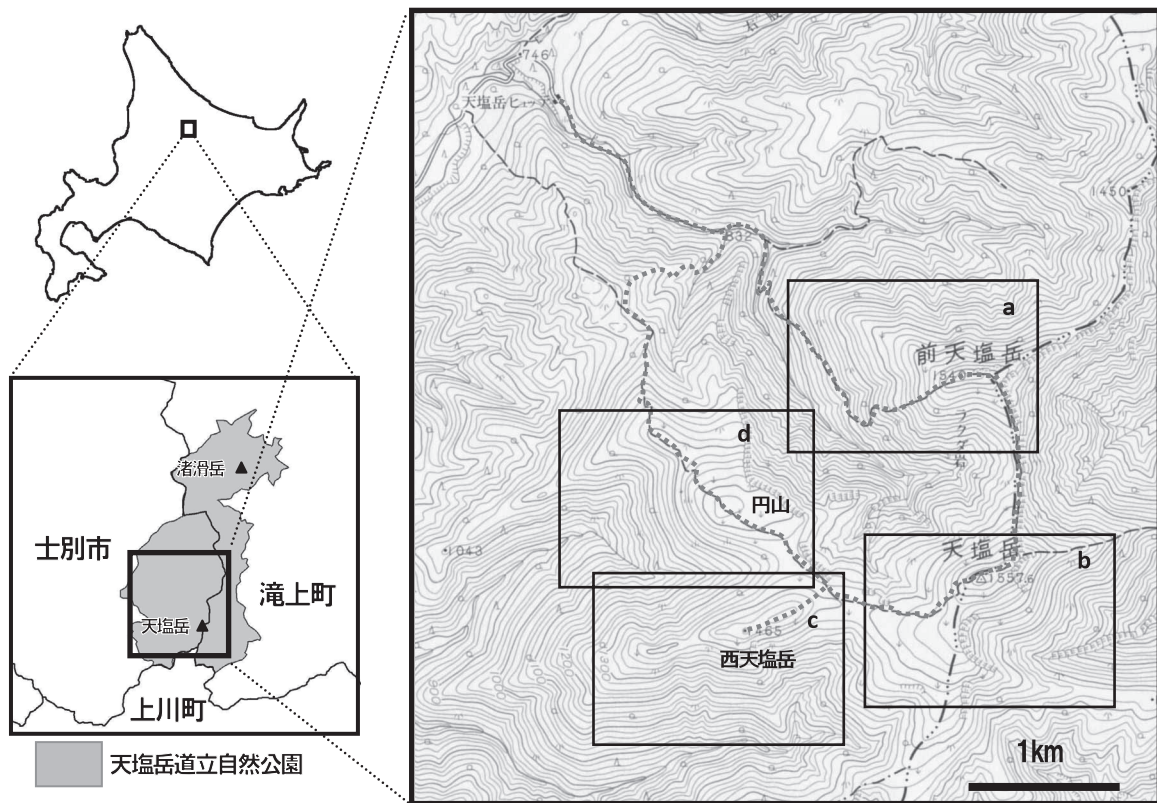 渚滑岳
士別市
滝上町
天塩岳
上川町
天塩岳道立自然公園
746
天塩岳ヒュッテ
1450
832
a
前天塩岳
1540
d
円山
1043
天塩岳
b
1557.6
c
1465
西天塩岳
1km